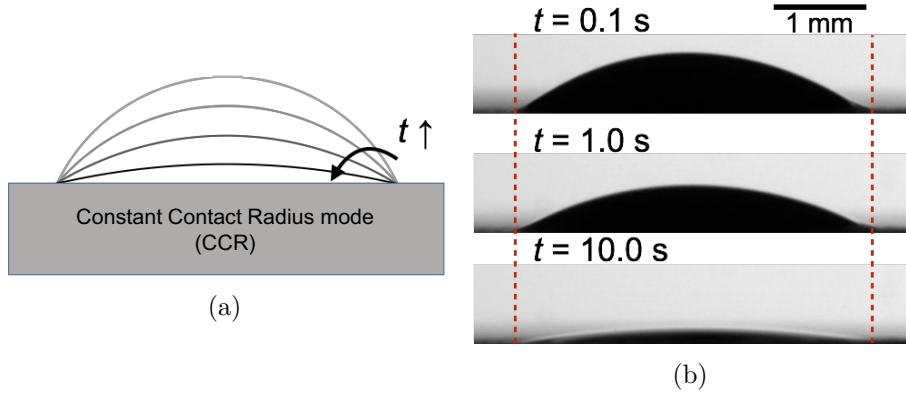 t ↑
Constant Contact Radius mode
(CCR)
(a)
t = 0.1 s
1 mm
t = 1.0 s
t = 10.0 s
(b)